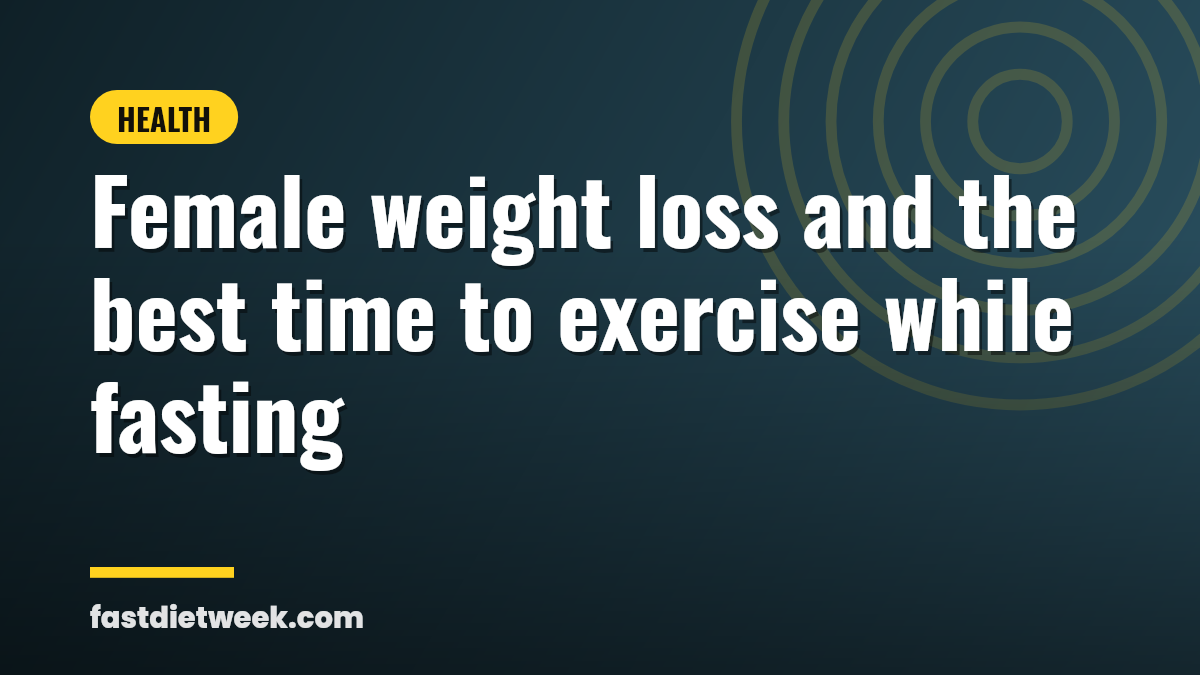 HEALTH
Female weight loss and the
best time to exercise while
fasting
fastdietweek.com